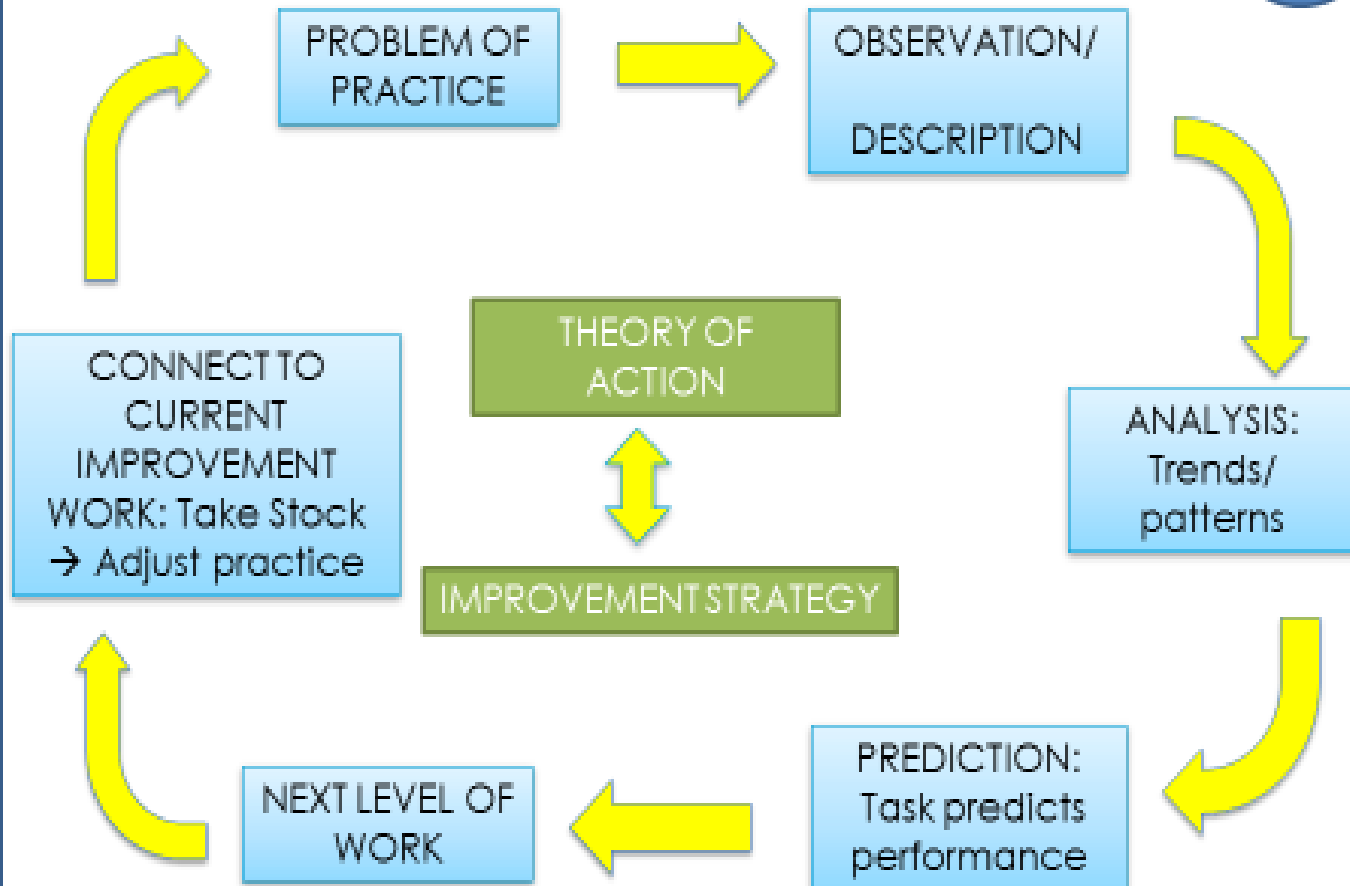 PROBLEM OF
PRACTICE
OBSERVATION/
DESCRIPTION
ANALYSIS:
Trends/
patterns
PREDICTION:
Task predicts
performance
NEXT LEVEL OF
WORK
CONNECT TO
CURRENT
IMPROVEMENT
WORK: Take Stock
→ Adjust practice
THEORY OF
ACTION
IMPROVEMENT STRATEGY